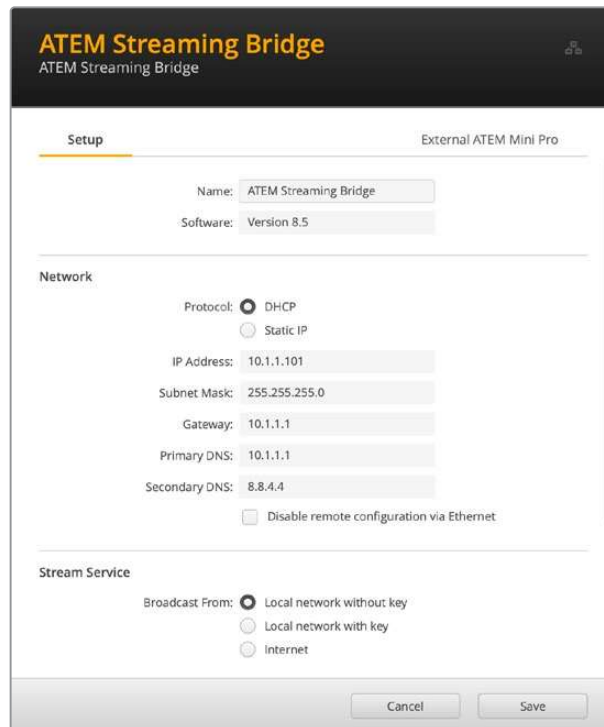 ATEM Streaming Bridge
ATEM Streaming Bridge
Setup External ATEM Mini Pro
Name: ATEM Streaming Bridge
Software: Version 8.5
Network
Protocol: DHCP
Static IP
IP Address: 10.1.1.101
Subnet Mask: 255.255.255.0
Gateway: 10.1.1.1
Primary DNS: 10.1.1.1
Secondary DNS: 8.8.4.4
Disable remote configuration via Ethernet
Stream Service
Broadcast From: Local network without key
Local network with key
Internet
Cancel Save